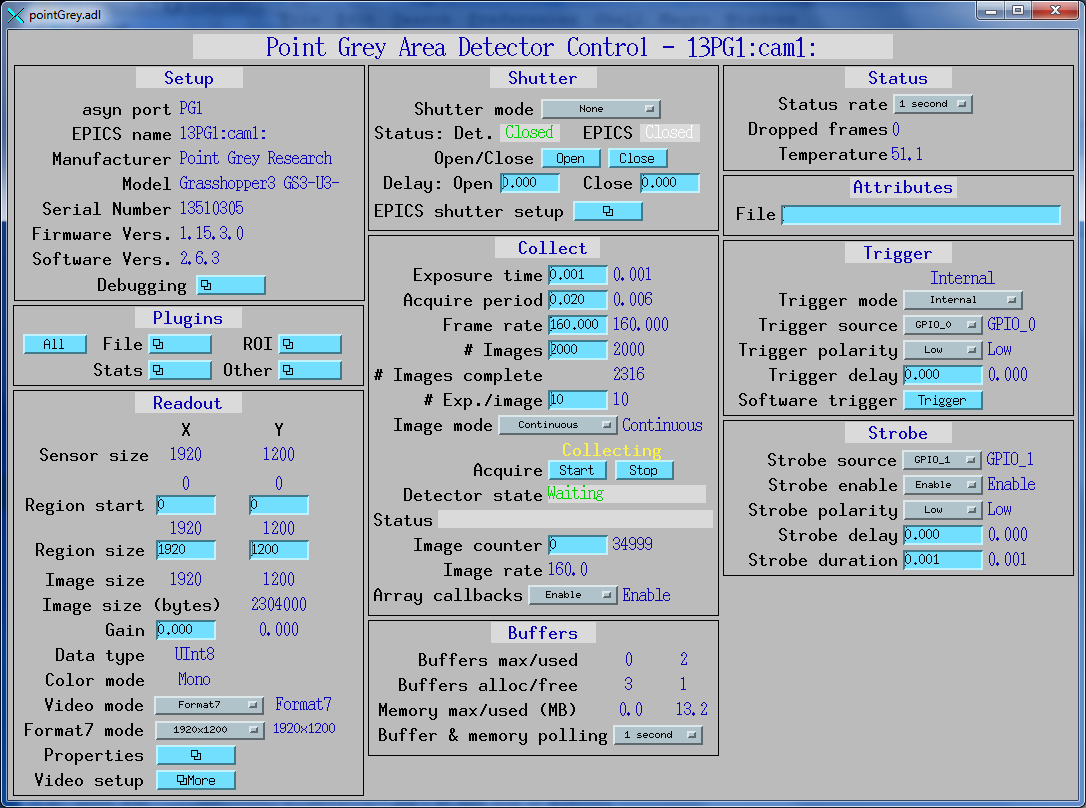 pointGrey.adl
Point Grey Area Detector Control - 13PG1:cam1:
Setup
asyn port PG1
EPICS name 13PG1:cam1:
Manufacturer Point Grey Research
Model Grasshopper3 GS3-U3-
Serial Number 13510305
Firmware Vers. 1.15.3.0
Software Vers. 2.6.3
Debugging
Plugins
All File ROI
Stats Other
Readout
X Y
Sensor size 1920 1200
0 0
Region start 0 0
1920 1200
Region size 1920 1200
Image size 1920 1200
Image size (bytes) 2304000
Gain 0.000 0.000
Data type UInt8
Color mode Mono
Video mode Format7 Format7
Format7 mode 1920x1200 1920x1200
Properties
Video setup More
Shutter
Shutter mode None
Status: Det. Closed EPICS Closed
Open/Close Open Close
Delay: Open 0.000 Close 0.000
EPICS shutter setup
Collect
Exposure time 0.001 0.001
Acquire period 0.020 0.006
Frame rate 160.000 160.000
# Images 2000 2000
# Images complete 2316
# Exp./image 10 10
Image mode Continuous Continuous
Collecting
Acquire Start Stop
Detector state Waiting
Status
Image counter 0 34999
Image rate 160.0
Array callbacks Enable Enable
Buffers
Buffers max/used 0 2
Buffers alloc/free 3 1
Memory max/used (MB) 0.0 13.2
Buffer & memory polling 1 second
Status
Status rate 1 second
Dropped frames 0
Temperature 51.1
Attributes
File
Trigger
Internal
Trigger mode Internal
Trigger source GPIO_0 GPIO_0
Trigger polarity Low Low
Trigger delay 0.000 0.000
Software trigger Trigger
Strobe
Strobe source GPIO_1 GPIO_1
Strobe enable Enable Enable
Strobe polarity Low Low
Strobe delay 0.000 0.000
Strobe duration 0.001 0.001